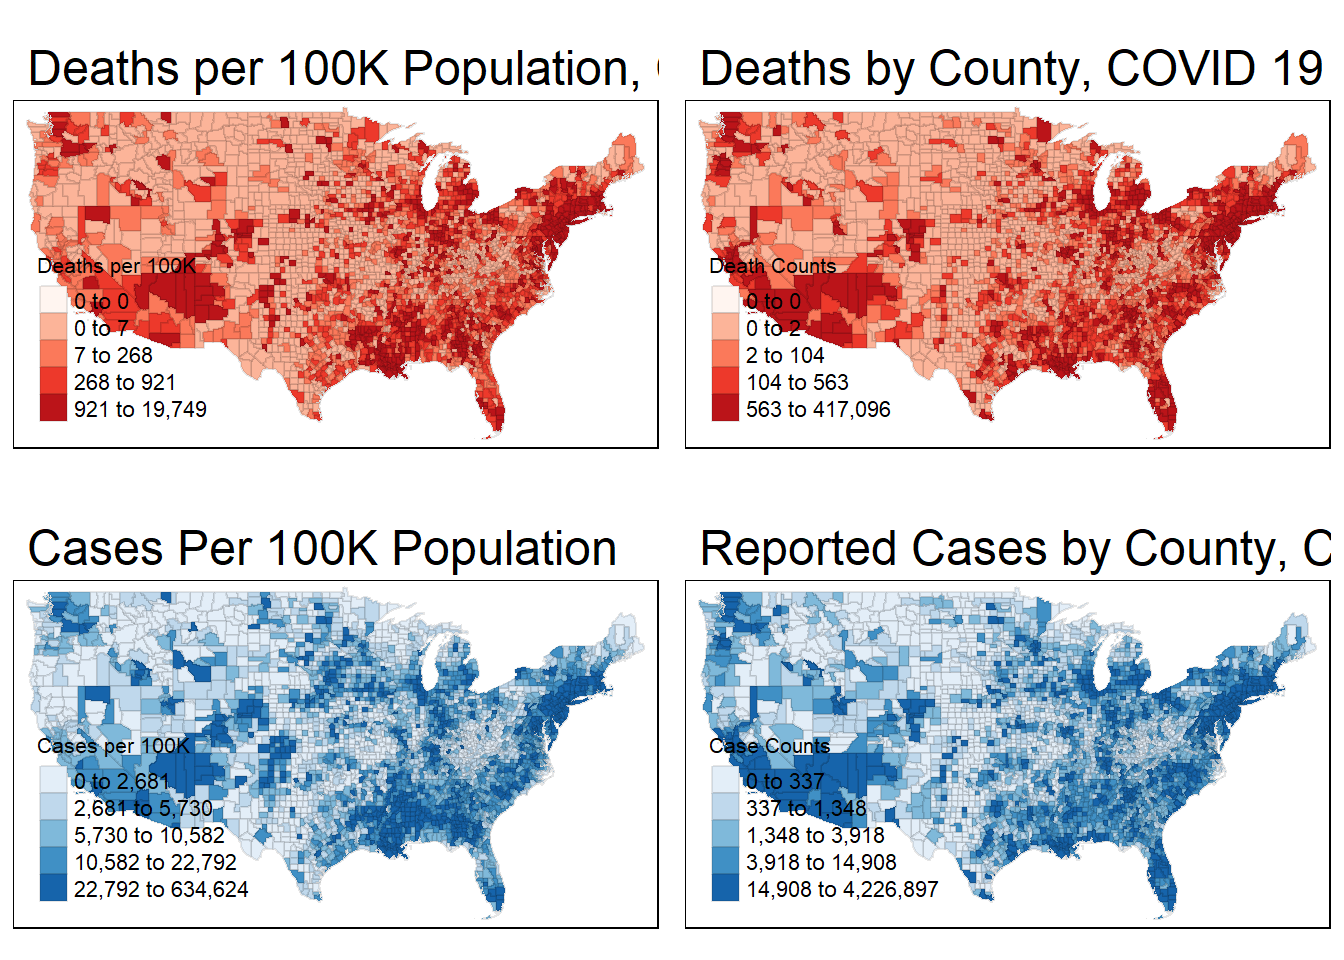 Deaths per 100K Population,
Deaths per 100K
0 to 0
0 to 7
7 to 268
268 to 921
921 to 19,749
Deaths by County, COVID 19
Death Counts
0 to 0
0 to 2
2 to 104
104 to 563
563 to 417,096
Cases Per 100K Population
Cases per 100K
0 to 2,681
2,681 to 5,730
5,730 to 10,582
10,582 to 22,792
22,792 to 634,624
Reported Cases by County, C
Case Counts
0 to 337
337 to 1,348
1,348 to 3,918
3,918 to 14,908
14,908 to 4,226,897